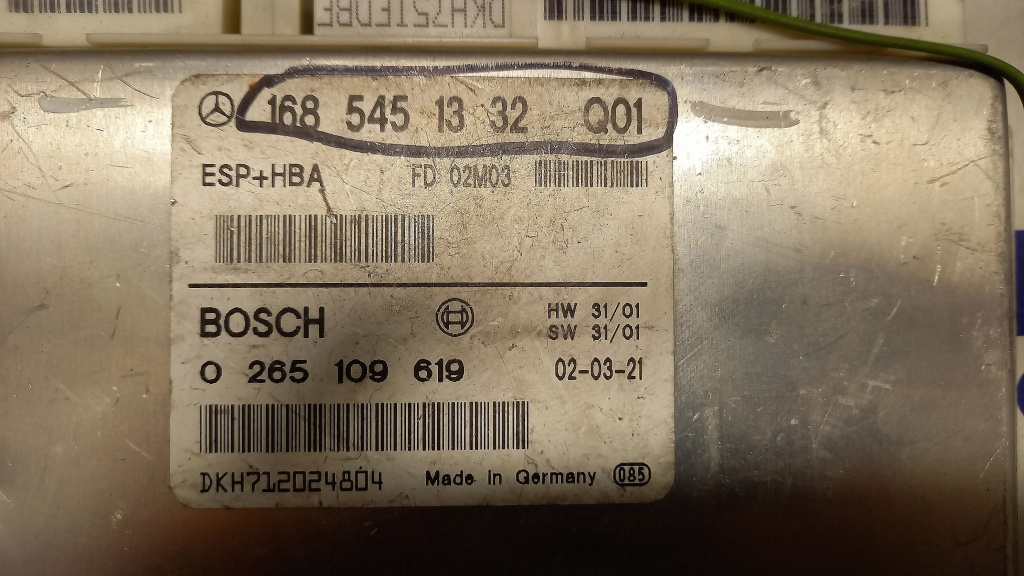 DKH75TEDRE
168 545 13 32 Q01
ESP+HBA FD 02M03
BOSCH HW 31/01
SW 31/01
0 265 109 619 02-03-21
DKH712024804 Made in Germany 085